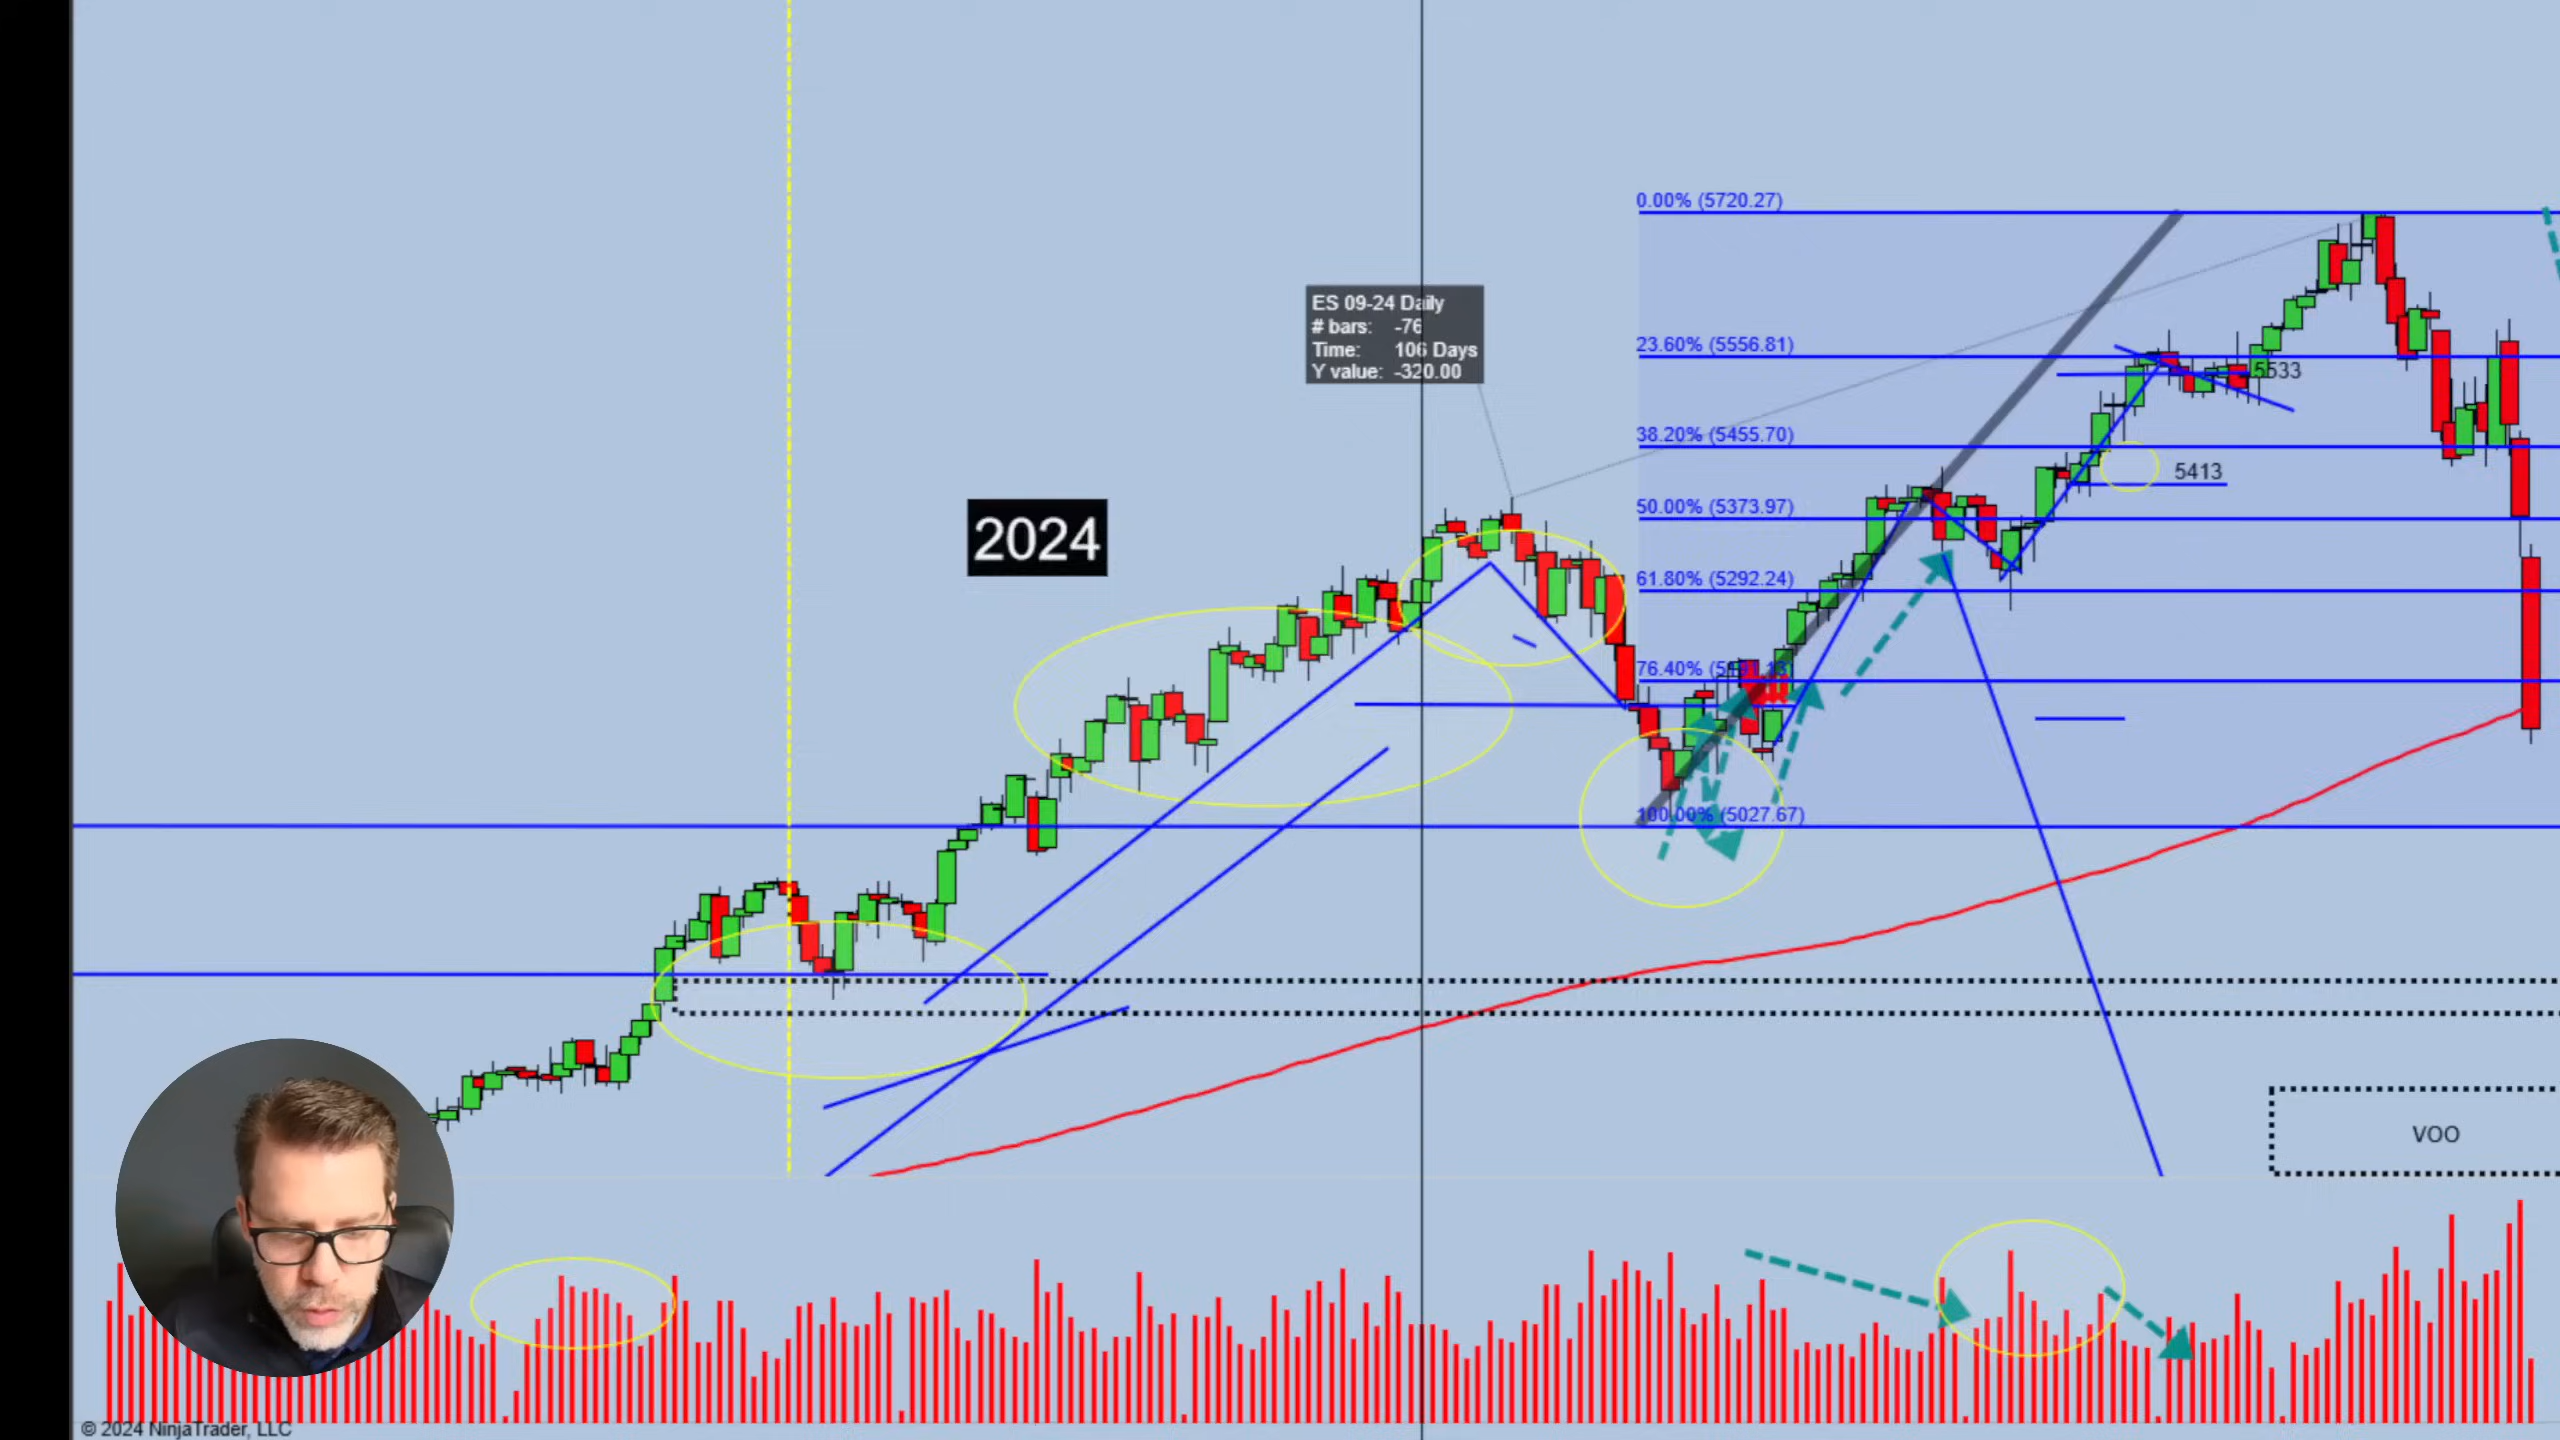 0.00% (5720.27)
ES 09-24 Daily
# bars: -76
Time: 106 Days
Y value: -320.00
23.60% (5556.81)
5533
38.20% (5455.70)
5413
2024
50.00% (5373.97)
61.80% (5292.24)
76.40%
100.00% (5027.67)
VOO
© 2024 NinjaTrader, LLC